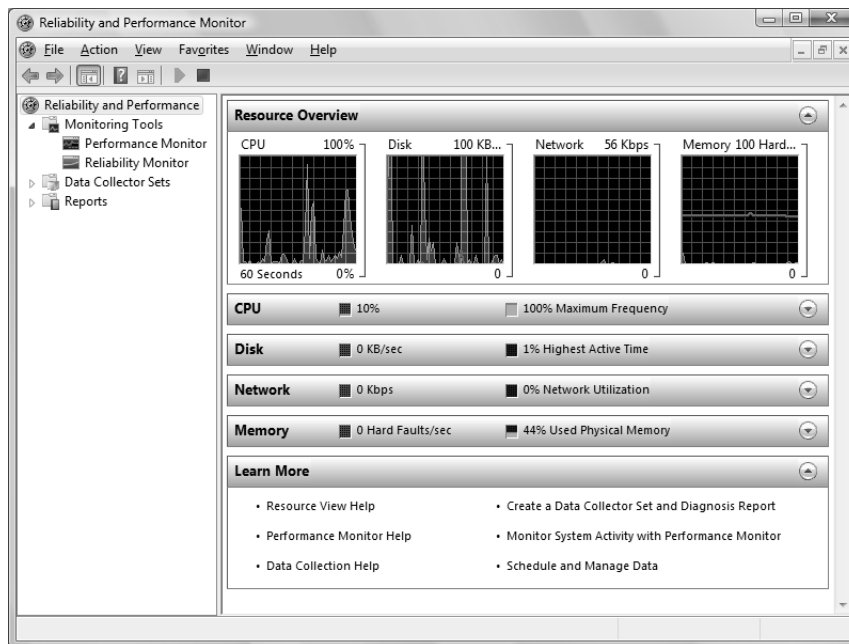 Reliability and Performance Monitor
File Action View Favorites Window Help
Reliability and Performance
Monitoring Tools
Performance Monitor
Reliability Monitor
Data Collector Sets
Reports
Resource Overview
CPU 100%
Disk 100 KB...
Network 56 Kbps
Memory 100 Hard...
60 Seconds 0%
0
0
0
CPU 10% 100% Maximum Frequency
Disk 0 KB/sec 1% Highest Active Time
Network 0 Kbps 0% Network Utilization
Memory 0 Hard Faults/sec 44% Used Physical Memory
Learn More
• Resource View Help
• Create a Data Collector Set and Diagnosis Report
• Performance Monitor Help
• Monitor System Activity with Performance Monitor
• Data Collection Help
• Schedule and Manage Data